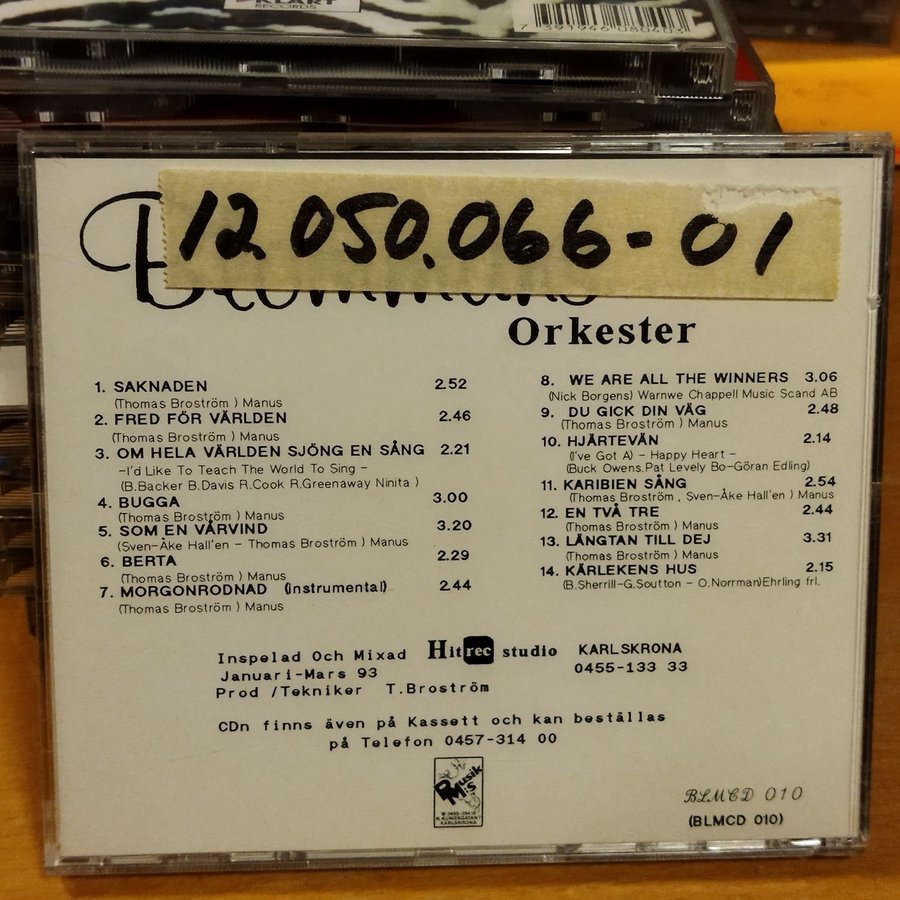 RECORDS
7 391946 080403
12.050.066-01
Orkester
1. SAKNADEN 2.52
(Thomas Broström ) Manus
2. FRED FÖR VÄRLDEN 2.46
(Thomas Broström ) Manus
3. OM HELA VÄRLDEN SJÖNG EN SÅNG 2.21
-I'd Like To Teach The World To Sing -
(B.Backer B.Davis R.Cook R.Greenaway Ninita )
4. BUGGA 3.00
(Thomas Broström ) Manus
5. SOM EN VÅRVIND 3.20
(Sven-Åke Hall'en - Thomas Broström ) Manus
6. BERTA 2.29
(Thomas Broström ) Manus
7. MORGONRODNAD (instrumental) 2.44
(Thomas Broström ) Manus
8. WE ARE ALL THE WINNERS 3.06
(Nick Borgens) Warnwe Chappell Music Scand AB
9. DU GICK DIN VÄG 2.48
(Thomas Broström ) Manus
10. HJÄRTEVÄN 2.14
(I've Got A) - Happy Heart -
(Buck Owens.Pat Levely Bo-Göran Edling)
11. KARIBIEN SÅNG 2.54
(Thomas Broström , Sven-Åke Hall'en ) Manus
12. EN TVÅ TRE 2.44
(Thomas Broström ) Manus
13. LÄNGTAN TILL DEJ 3.31
(Thomas Broström ) Manus
14. KÄRLEKENS HUS 2.15
(B.Sherrill-G.Soutton - O.Norrman)Ehrling frl.
Inspelad Och Mixad Hit rec studio KARLSKRONA
Januari-Mars 93 0455-133 33
Prod /Tekniker T.Broström
CDn finns även på Kassett och kan beställas
på Telefon 0457-314 00
Musik
KARLSKRONA
BLMCD 010
(BLMCD 010)